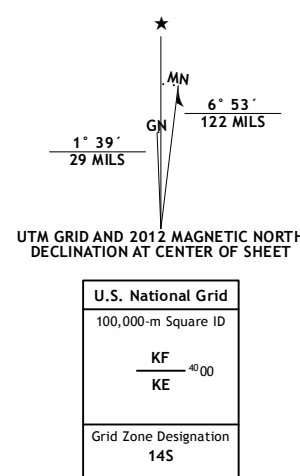 ★
MN
6° 53´
122 MILS
GN
1° 39´
29 MILS
UTM GRID AND 2012 MAGNETIC NORTH
DECLINATION AT CENTER OF SHEET
U.S. National Grid
100,000-m Square ID
KF
4000
KE
Grid Zone Designation
14S